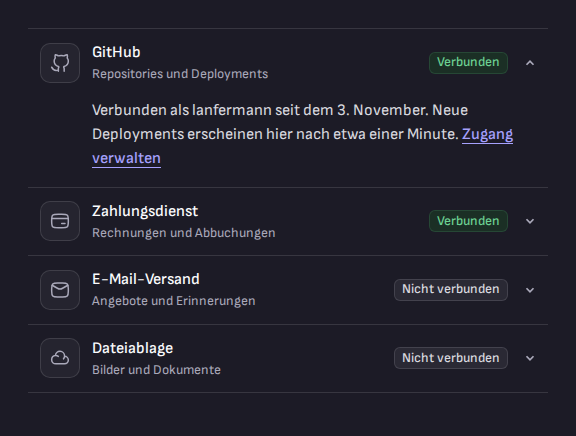 GitHub
Repositories und Deployments
Verbunden
Verbunden als lanfermann seit dem 3. November. Neue
Deployments erscheinen hier nach etwa einer Minute. Zugang
verwalten
Zahlungsdienst
Rechnungen und Abbuchungen
Verbunden
E-Mail-Versand
Angebote und Erinnerungen
Nicht verbunden
Dateiablage
Bilder und Dokumente
Nicht verbunden